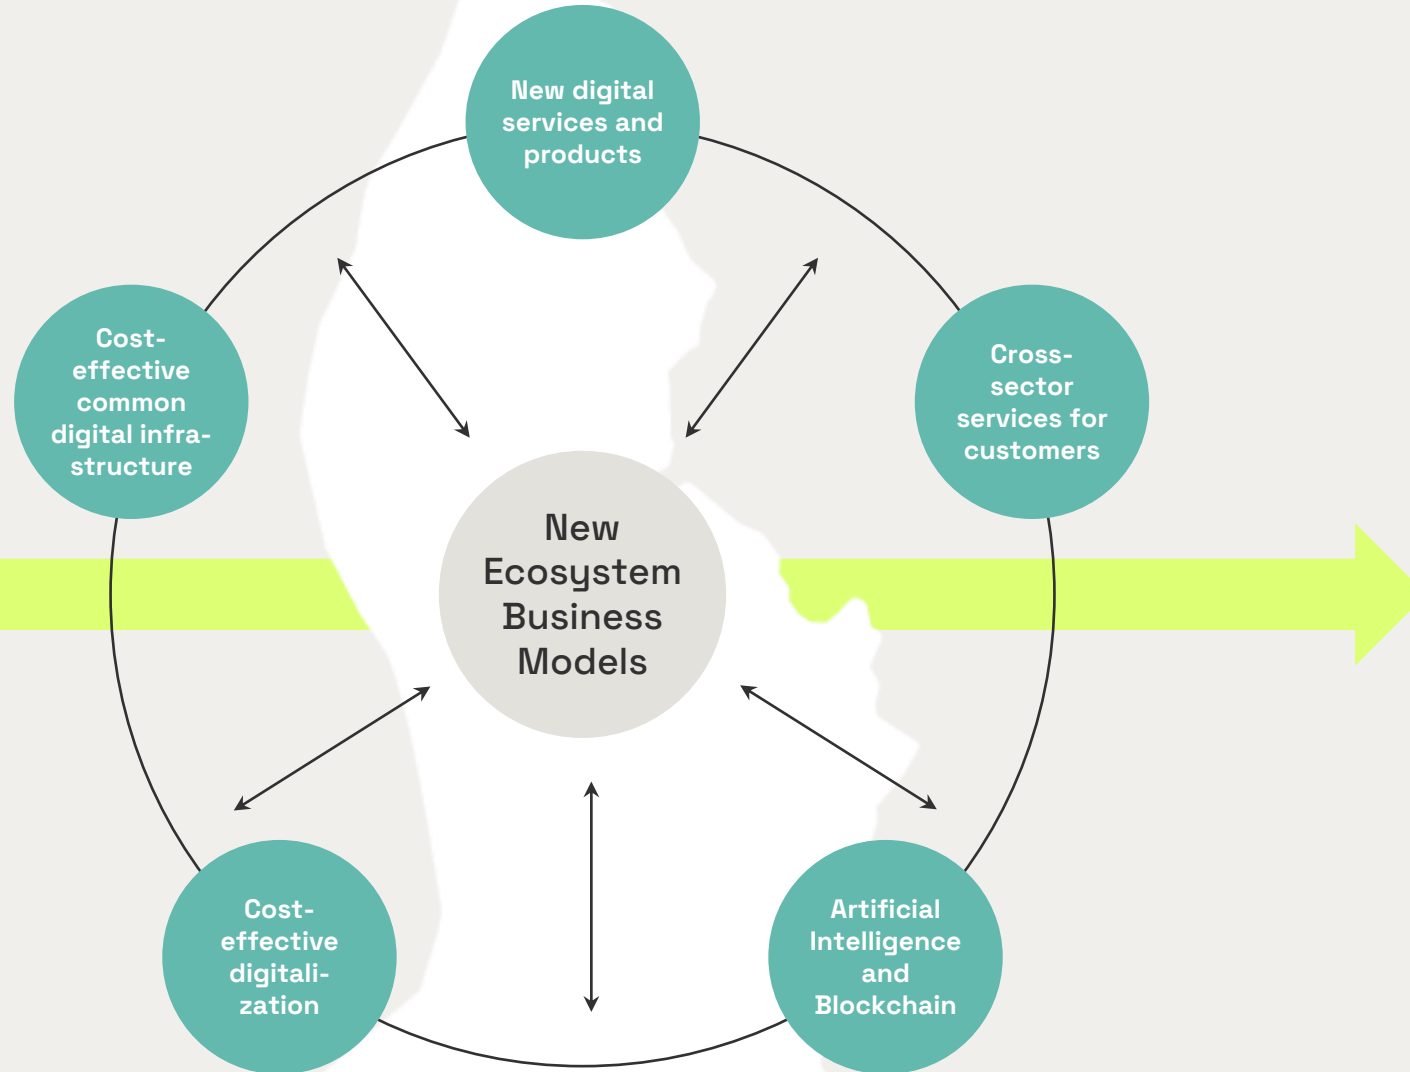 New digital
services and
products
Cost-
effective
common
digital infra-
structure
Cross-
sector
services for
customers
New
Ecosystem
Business
Models
Cost-
effective
digitali-
zation
Artificial
Intelligence
and
Blockchain